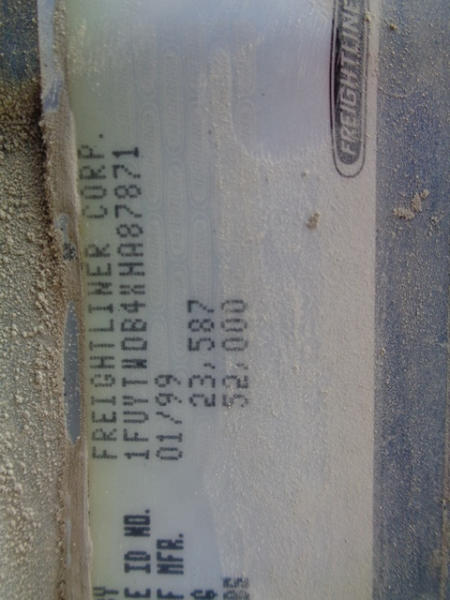 FREIGHTLINER
Y FREIGHTLINER CORP.
E ID NO. 1FUYTWDB4XHA87871
F MFR. 01/99
23,587
52,000